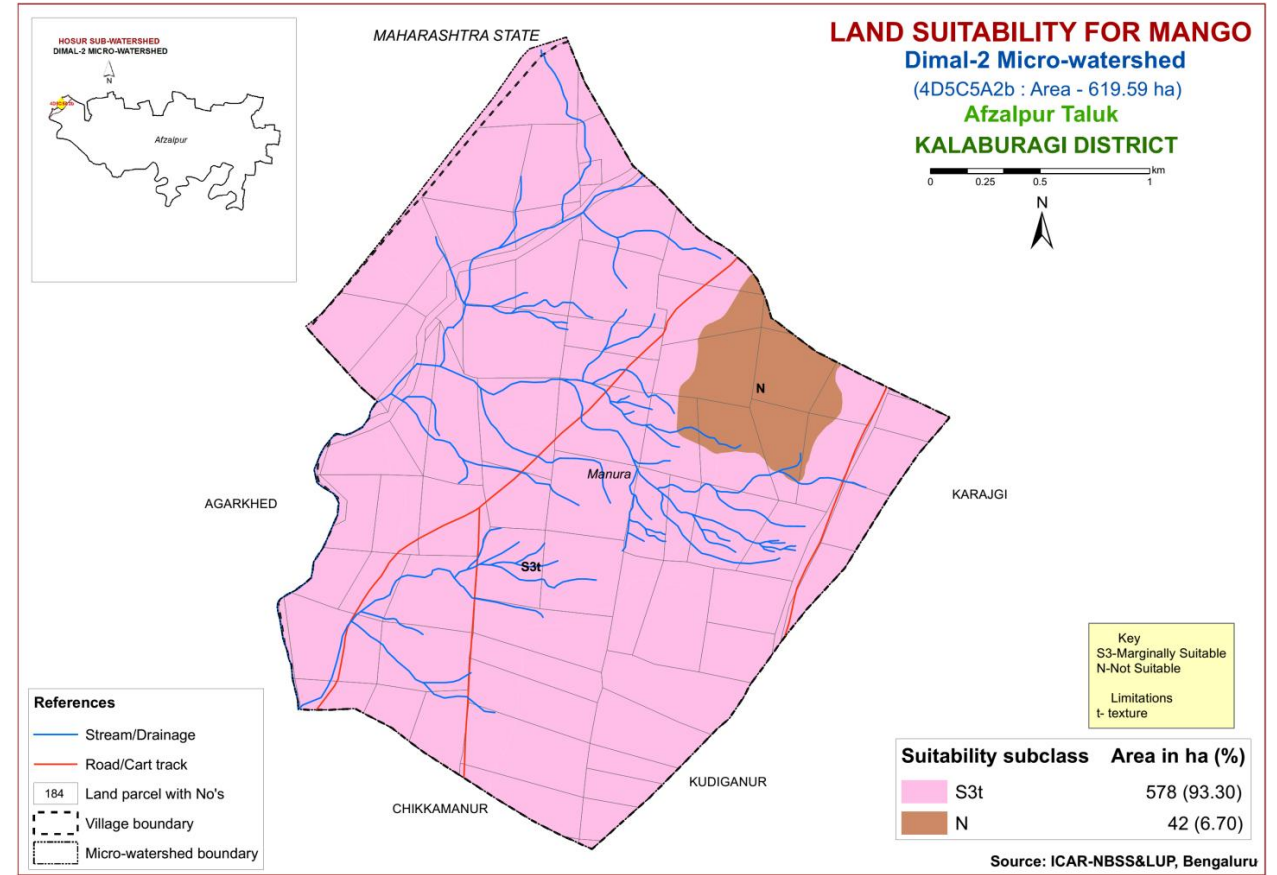 HOSUR SUB-WATERSHED
DIMAL-2 MICRO-WATERSHED
N
Afzalpur
MAHARASHTRA STATE
LAND SUITABILITY FOR MANGO
Dimal-2 Micro-watershed
(4D5C5A2b : Area - 619.59 ha)
Afzalpur Taluk
KALABURAGI DISTRICT
km
0 0.25 0.5 1
N
N
Manura
AGARKHED
KARAJGI
S3t
KUDIGANUR
CHIKKAMANUR
References
Stream/Drainage
Road/Cart track
184 Land parcel with No's
Village boundary
Micro-watershed boundary
Key
S3-Marginally Suitable
N-Not Suitable
Limitations
t- texture
Suitability subclass Area in ha (%)
S3t 578 (93.30)
N 42 (6.70)
Source: ICAR-NBSS&LUP, Bengaluru